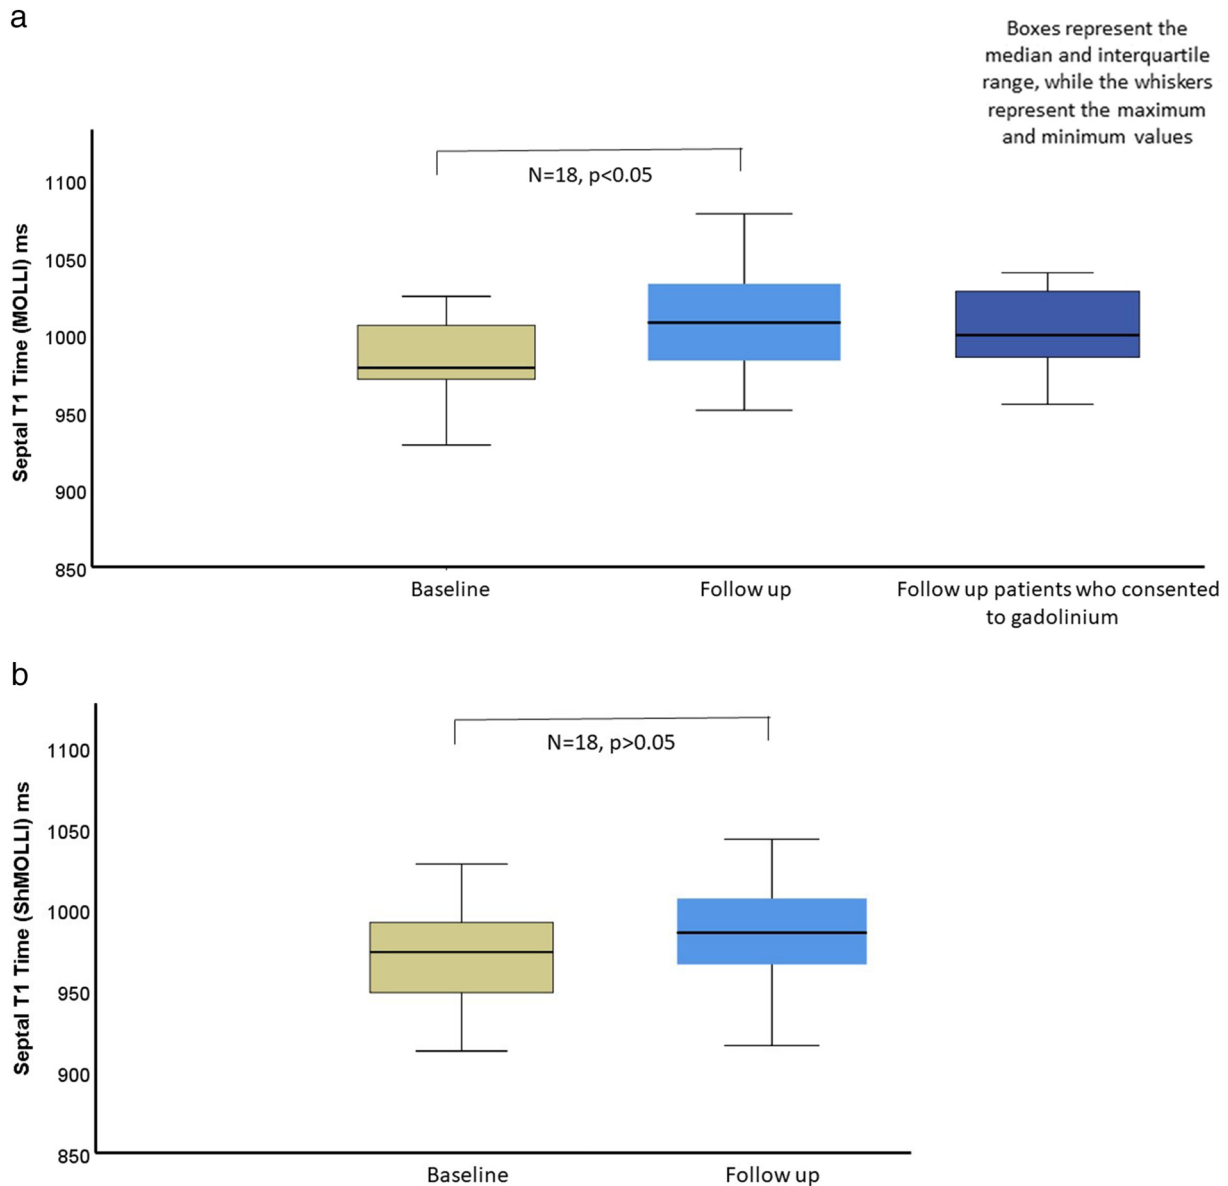 a
Boxes represent the
median and interquartile
range, while the whiskers
represent the maximum
and minimum values
N=18, p<0.05
Septal T1 Time (MOLLI) ms
1100
1050
1000
950
900
850
Baseline
Follow up
Follow up patients who consented
to gadolinium
b
N=18, p>0.05
Septal T1 Time (ShMOLLI) ms
1100
1050
1000
950
900
850
Baseline
Follow up